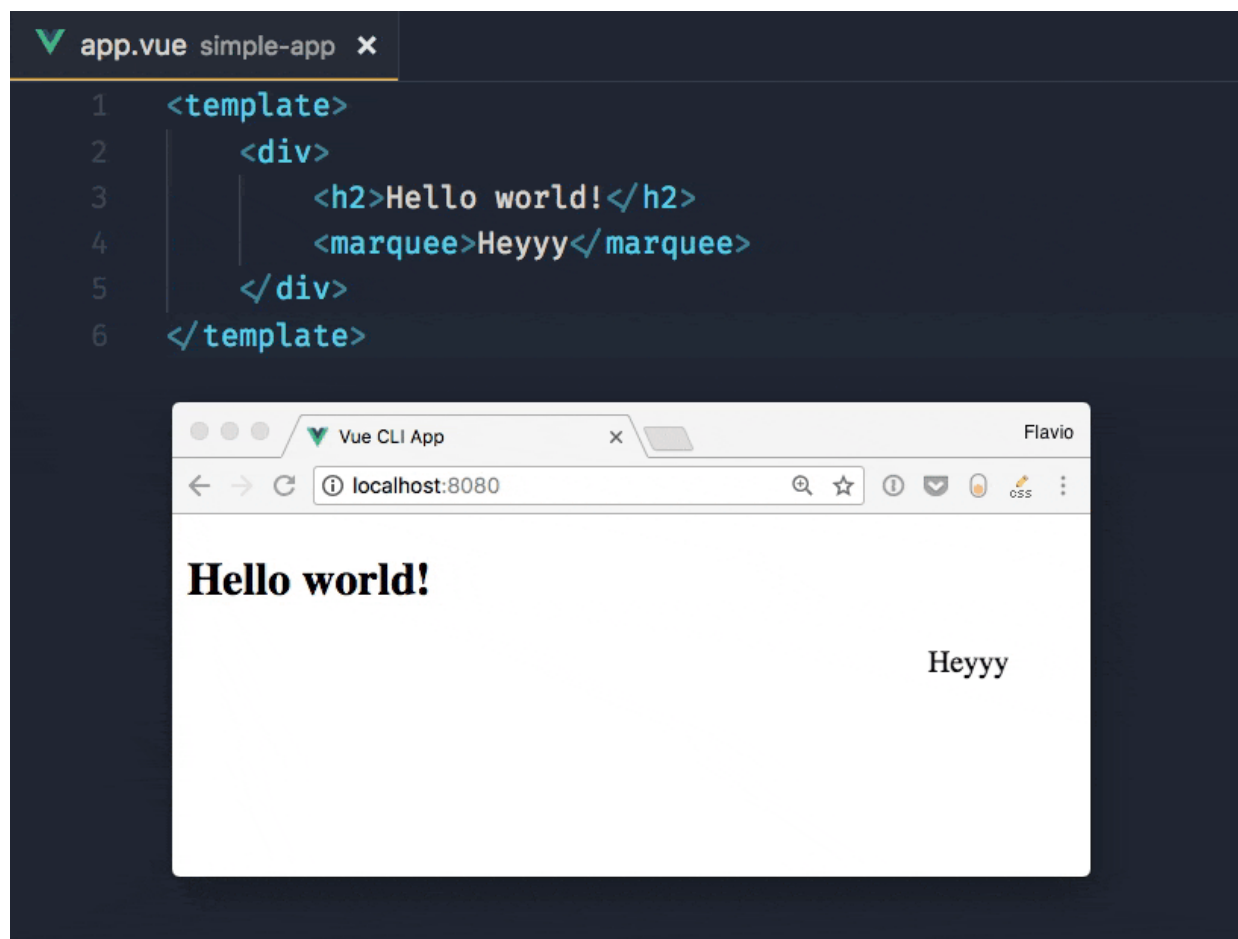 app.vue simple-app ×
1 <template>
2 <div>
3 <h2>Hello world!</h2>
4 <marquee>Heyyy</marquee>
5 </div>
6 </template>
Vue CLI App ×
Flavio
localhost:8080
css
Hello world!
Heyyy